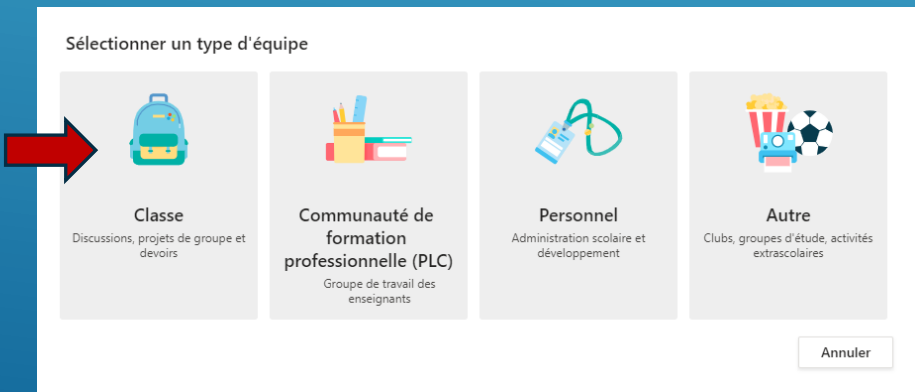 Sélectionner un type d'équipe
Classe
Discussions, projets de groupe et
devoirs
Communauté de
formation
professionnelle (PLC)
Groupe de travail des
enseignants
Personnel
Administration scolaire et
développement
Autre
Clubs, groupes d'étude, activités
extrascolaires
Annuler